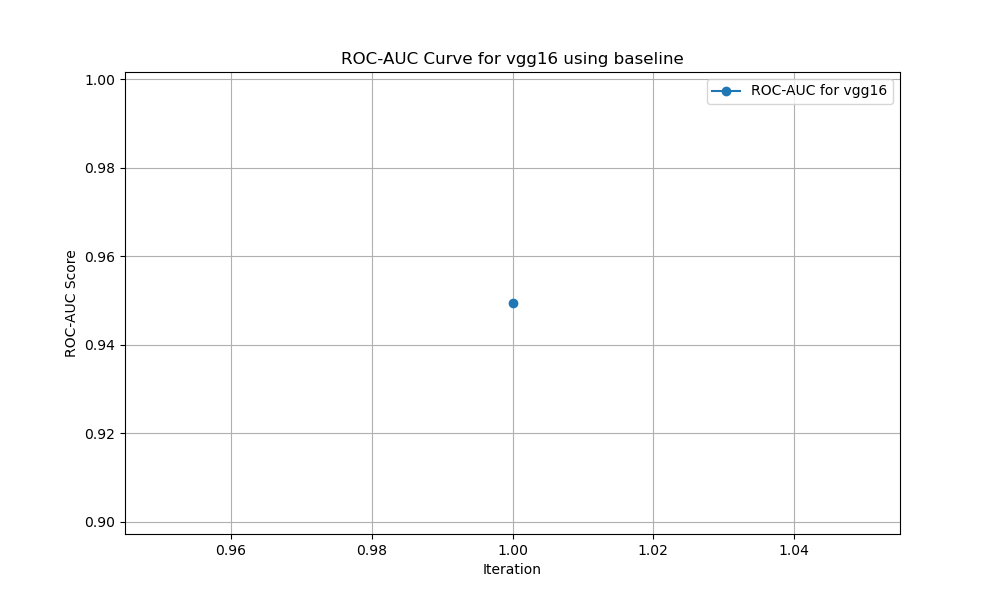 ROC-AUC Curve for vgg16 using baseline
ROC-AUC for vgg16
1.00
0.98
0.96
0.94
0.92
0.90
ROC-AUC Score
0.96 0.98 1.00 1.02 1.04
Iteration